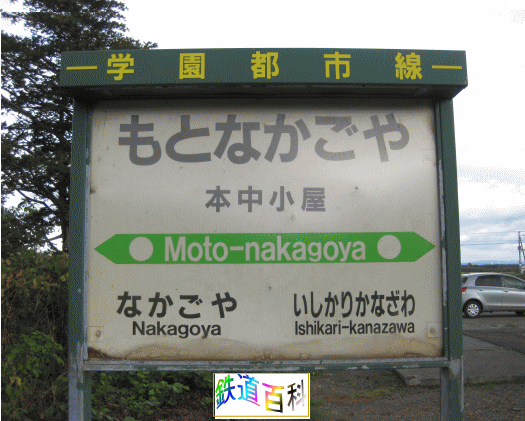 ー学園都市線ー
もとなかごや
本中小屋
Moto-nakagoya
なかごや いしかりかなざわ
Nakagoya Ishikari-kanazawa
鉄道百科